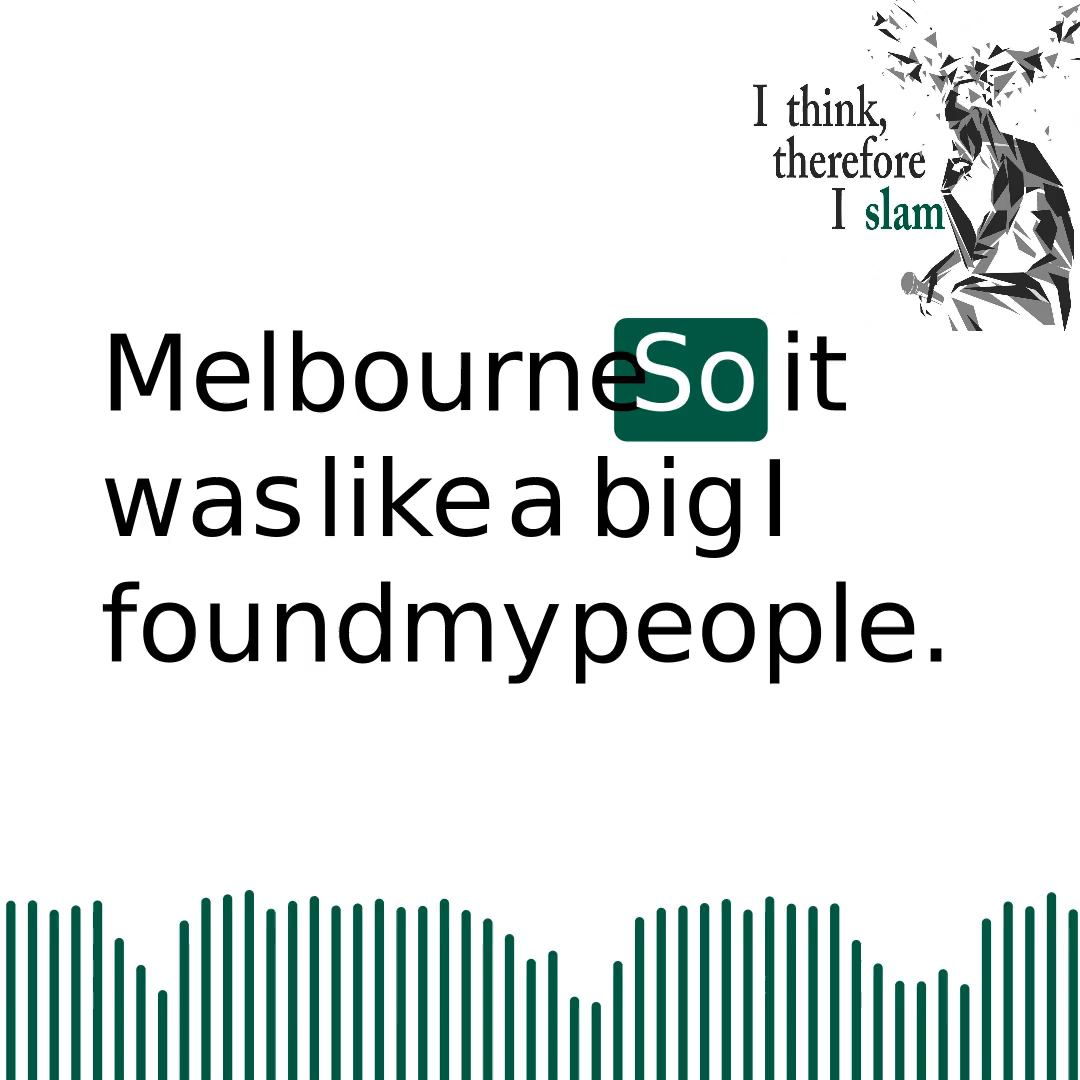 I think,
therefore
I slam
Melbourne So it
was like a big I
found my people.